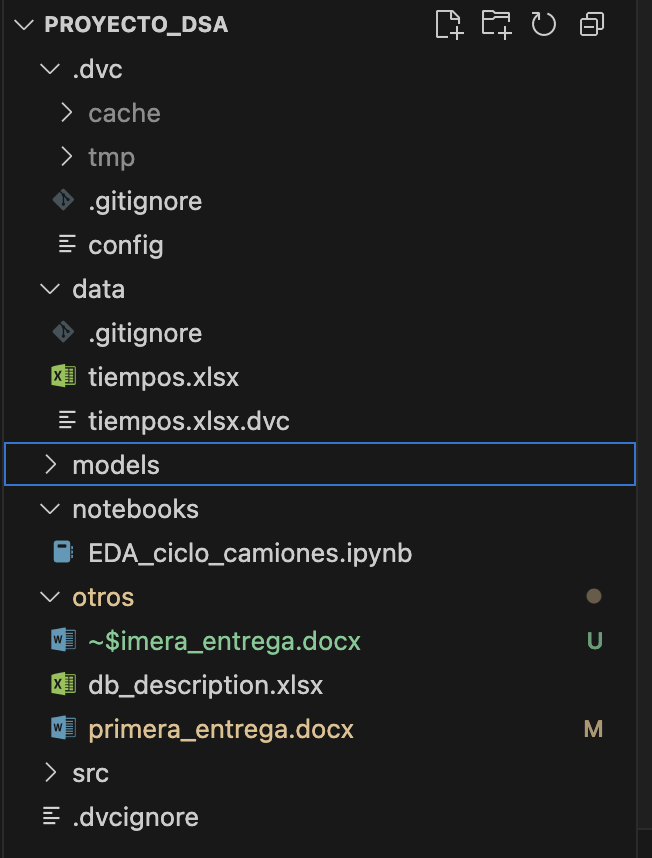 PROYECTO_DSA
.dvc
cache
tmp
.gitignore
config
data
.gitignore
tiempos.xlsx
tiempos.xlsx.dvc
models
notebooks
EDA_ciclo_camiones.ipynb
otros
~$imera_entrega.docx U
db_description.xlsx
primera_entrega.docx M
src
.dvcignore